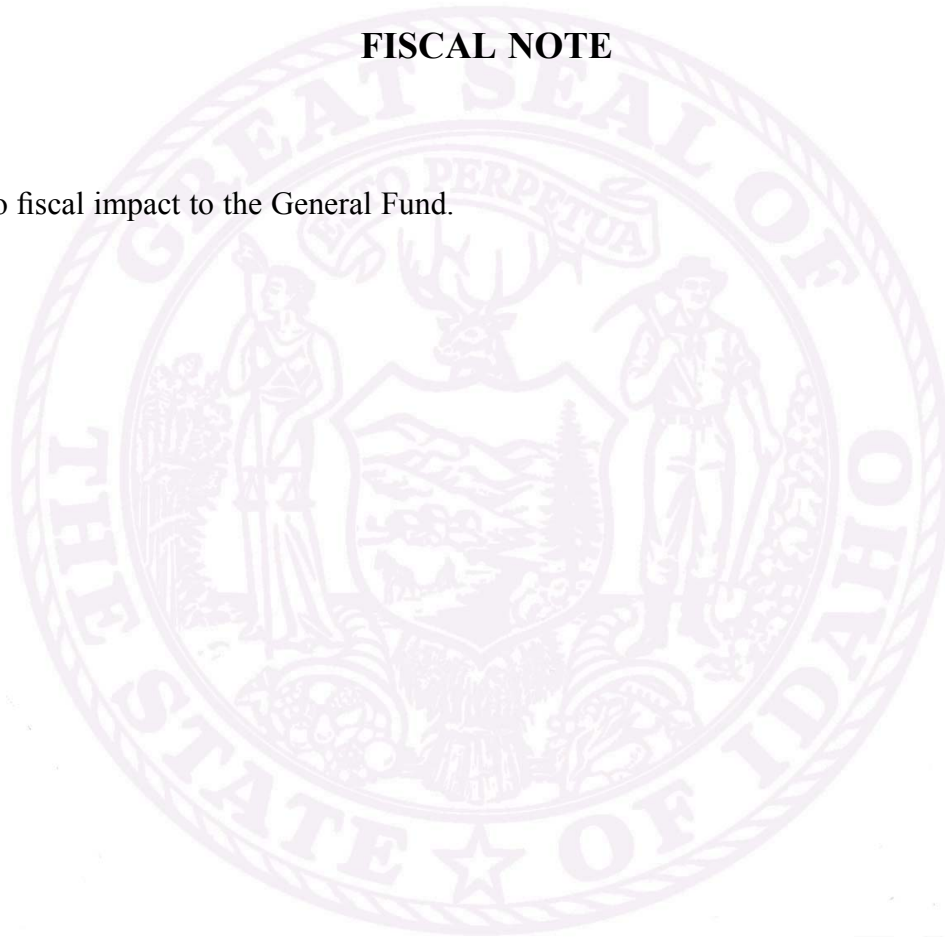 FISCAL NOTE
o fiscal impact to the General Fund.
GREAT SEAL OF
THE STATE OF IDAHO
ESTO PERPETUA